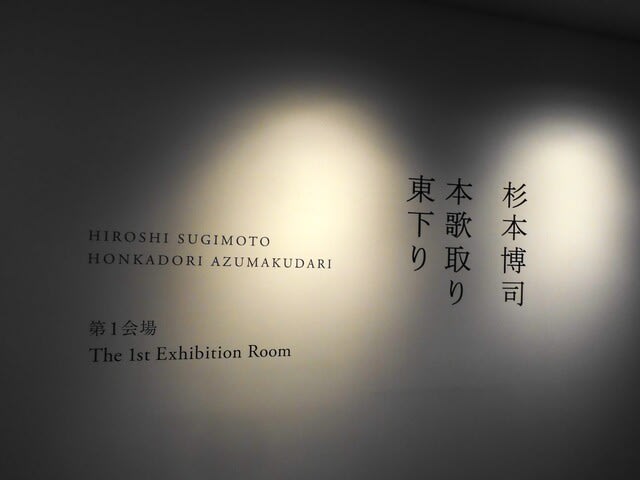 杉本博司
本歌取り
東下り
HIROSHI SUGIMOTO
HONKADORI AZUMAKUDARI
第1会場
The 1st Exhibition Room